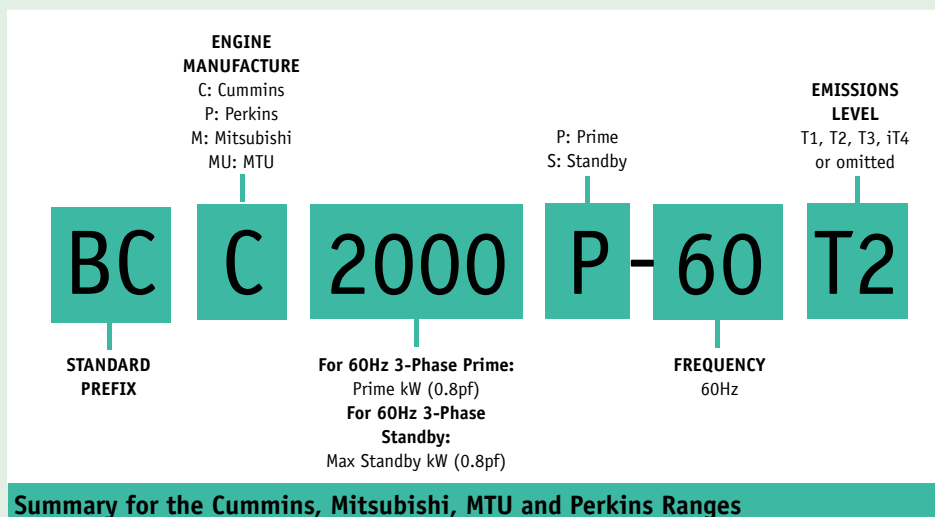 ENGINE
MANUFACTURE
C: Cummins
P: Perkins
M: Mitsubishi
MU: MTU
P: Prime
S: Standby
EMISSIONS
LEVEL
T1, T2, T3, iT4
or omitted
BC C 2000 P - 60 T2
STANDARD
PREFIX
For 60Hz 3-Phase Prime:
Prime kW (0.8pf)
For 60Hz 3-Phase
Standby:
Max Standby kW (0.8pf)
FREQUENCY
60Hz
Summary for the Cummins, Mitsubishi, MTU and Perkins Ranges